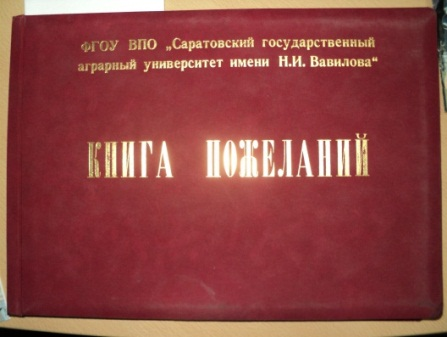 ФГОУ ВПО „Саратовский государственный
аграрный университет имени Н.И. Вавилова“
КНИГА ПОЖЕЛАНИЙ